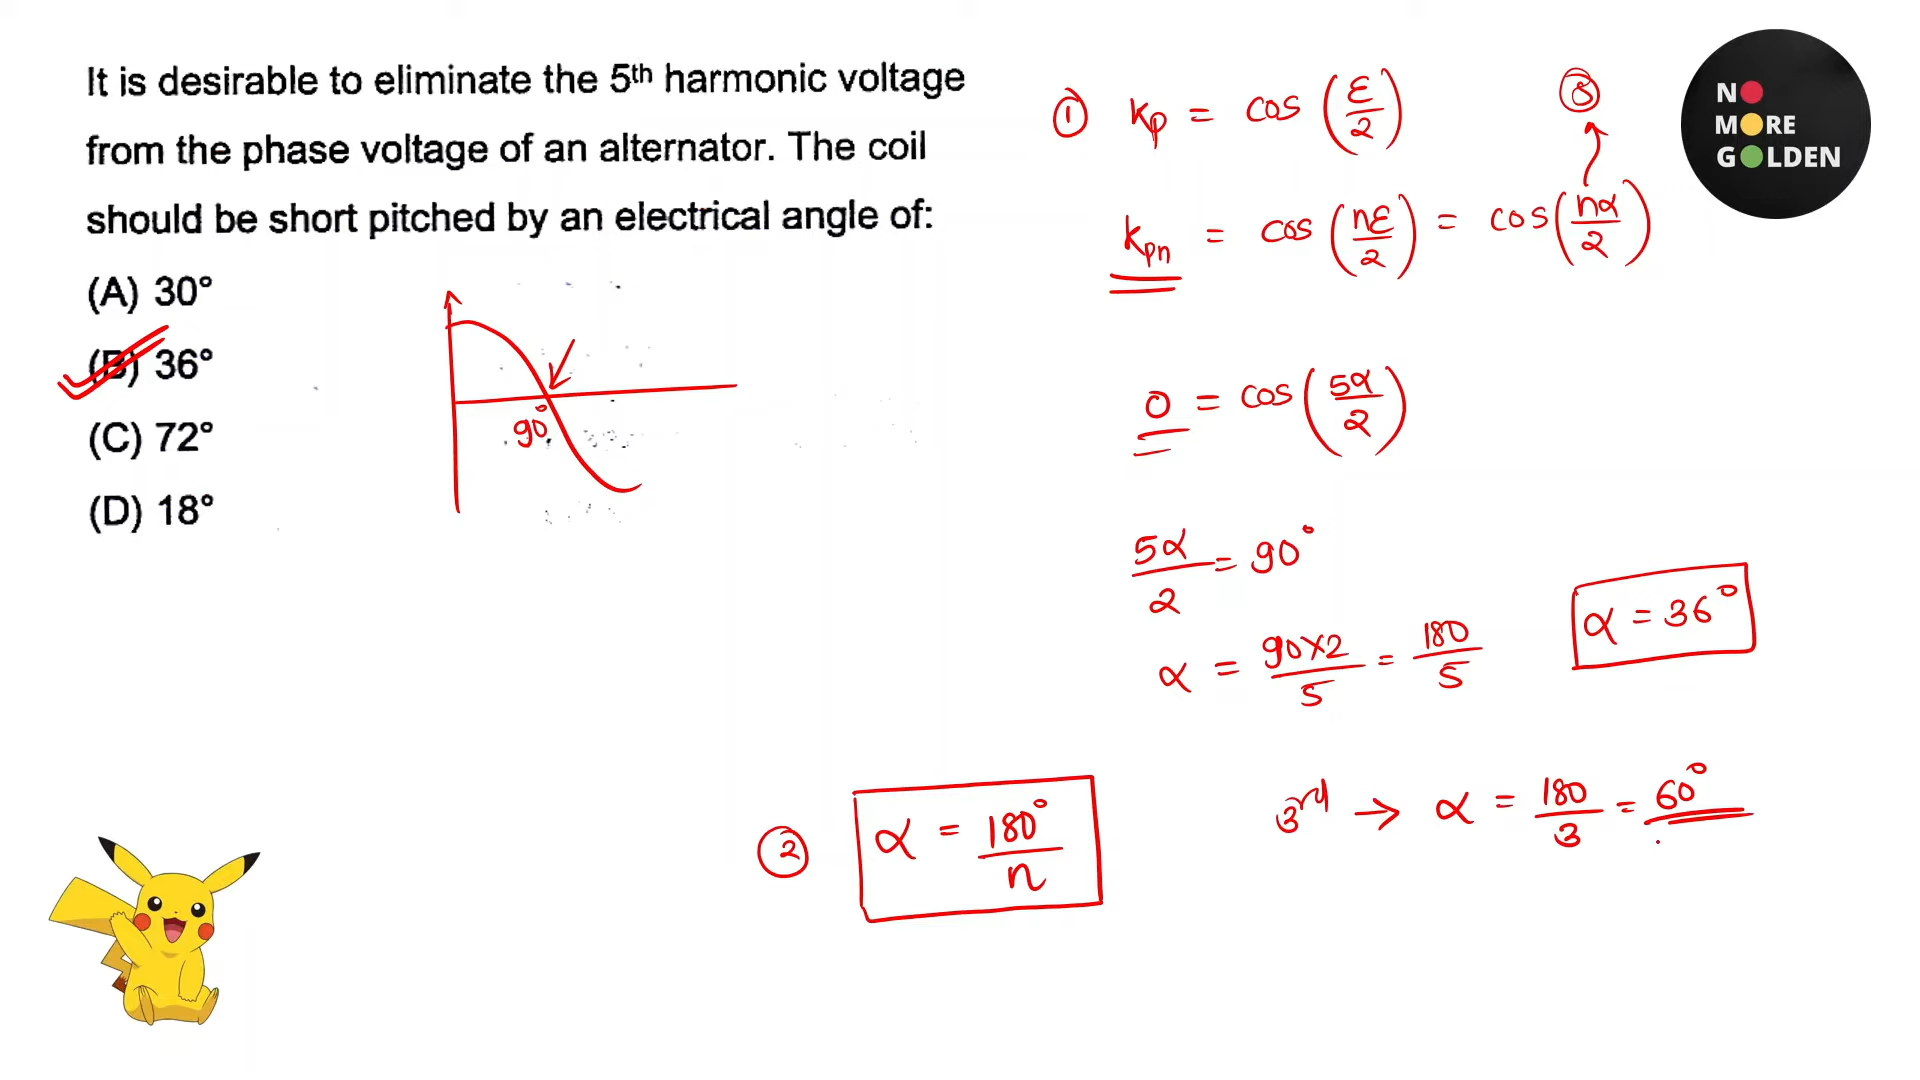 It is desirable to eliminate the 5th harmonic voltage
from the phase voltage of an alternator. The coil
should be short pitched by an electrical angle of:
(A) 30°
(B) 36°
(C) 72°
(D) 18°
90°
① kp = cos (ε/2)
5
kpn = cos (nε/2) = cos (nα/2)
0 = cos (5α/2)
5α/2 = 90°
α = 90×2/5 = 180/5
α = 36°
② α = 180°/n
3rd → α = 180/3 = 60°
NO
MORE
GOLDEN